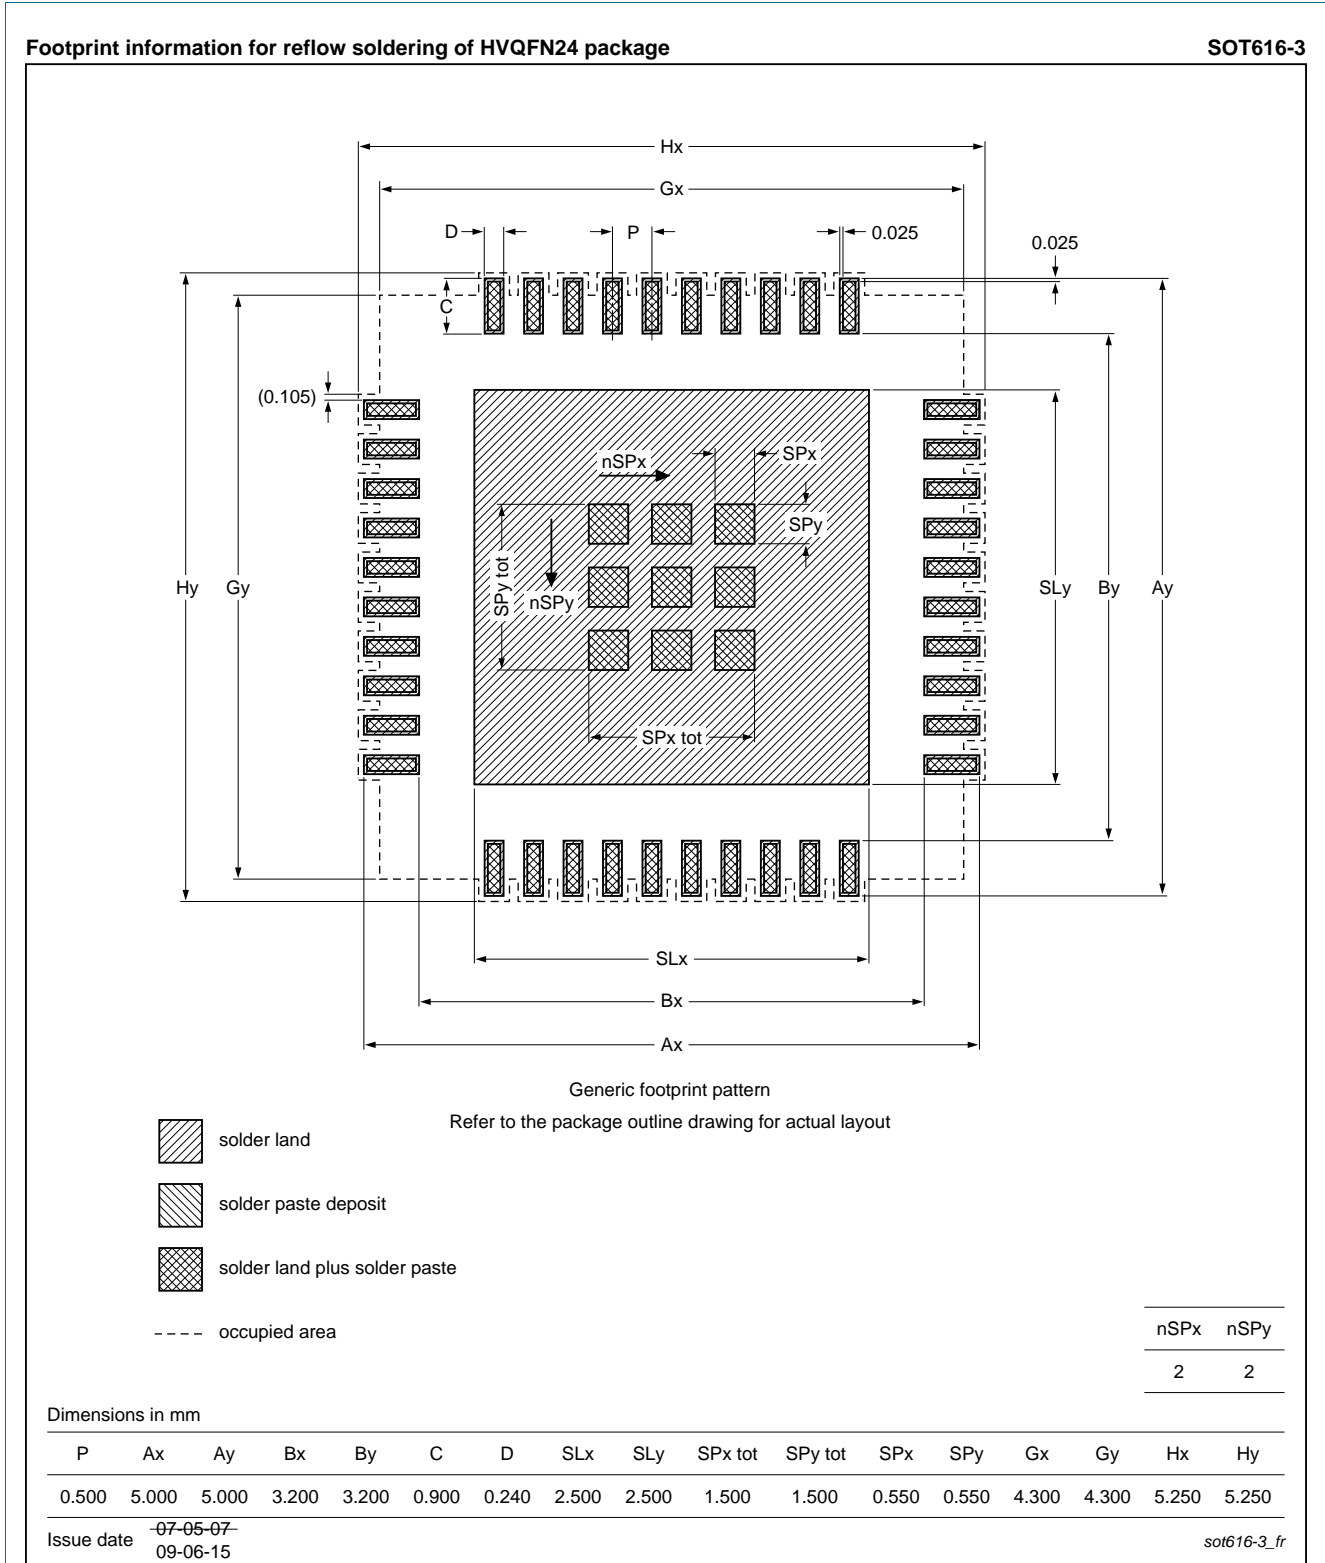 Footprint information for reflow soldering of HVQFN24 package SOT616-3
Hx
Gx
D P 0.025
0.025
C
(0.105)
nSPx SPx
SPy
SPy tot
nSPy
Hy Gy SLy By Ay
SPx tot
SLx
Bx
Ax
Generic footprint pattern
Refer to the package outline drawing for actual layout
solder land
solder paste deposit
solder land plus solder paste
occupied area
nSPx nSPy
2 2
Dimensions in mm
P Ax Ay Bx By C D SLx SLy SPx tot SPy tot SPx SPy Gx Gy Hx Hy
0.500 5.000 5.000 3.200 3.200 0.900 0.240 2.500 2.500 1.500 1.500 0.550 0.550 4.300 4.300 5.250 5.250
Issue date 07-05-07
09-06-15
sot616-3_fr